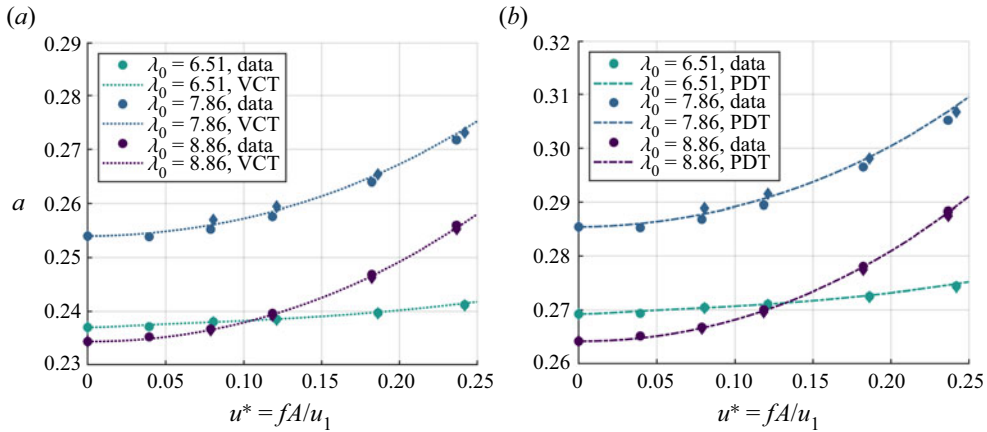 (a)
0.29
0.28
0.27
0.26
0.25
0.24
0.23
a
λ0 = 6.51, data
λ0 = 6.51, VCT
λ0 = 7.86, data
λ0 = 7.86, VCT
λ0 = 8.86, data
λ0 = 8.86, VCT
0 0.05 0.10 0.15 0.20 0.25
u* = fA/u1
(b)
0.32
0.31
0.30
0.29
0.28
0.27
0.26
λ0 = 6.51, data
λ0 = 6.51, PDT
λ0 = 7.86, data
λ0 = 7.86, PDT
λ0 = 8.86, data
λ0 = 8.86, PDT
0 0.05 0.10 0.15 0.20 0.25
u* = fA/u1